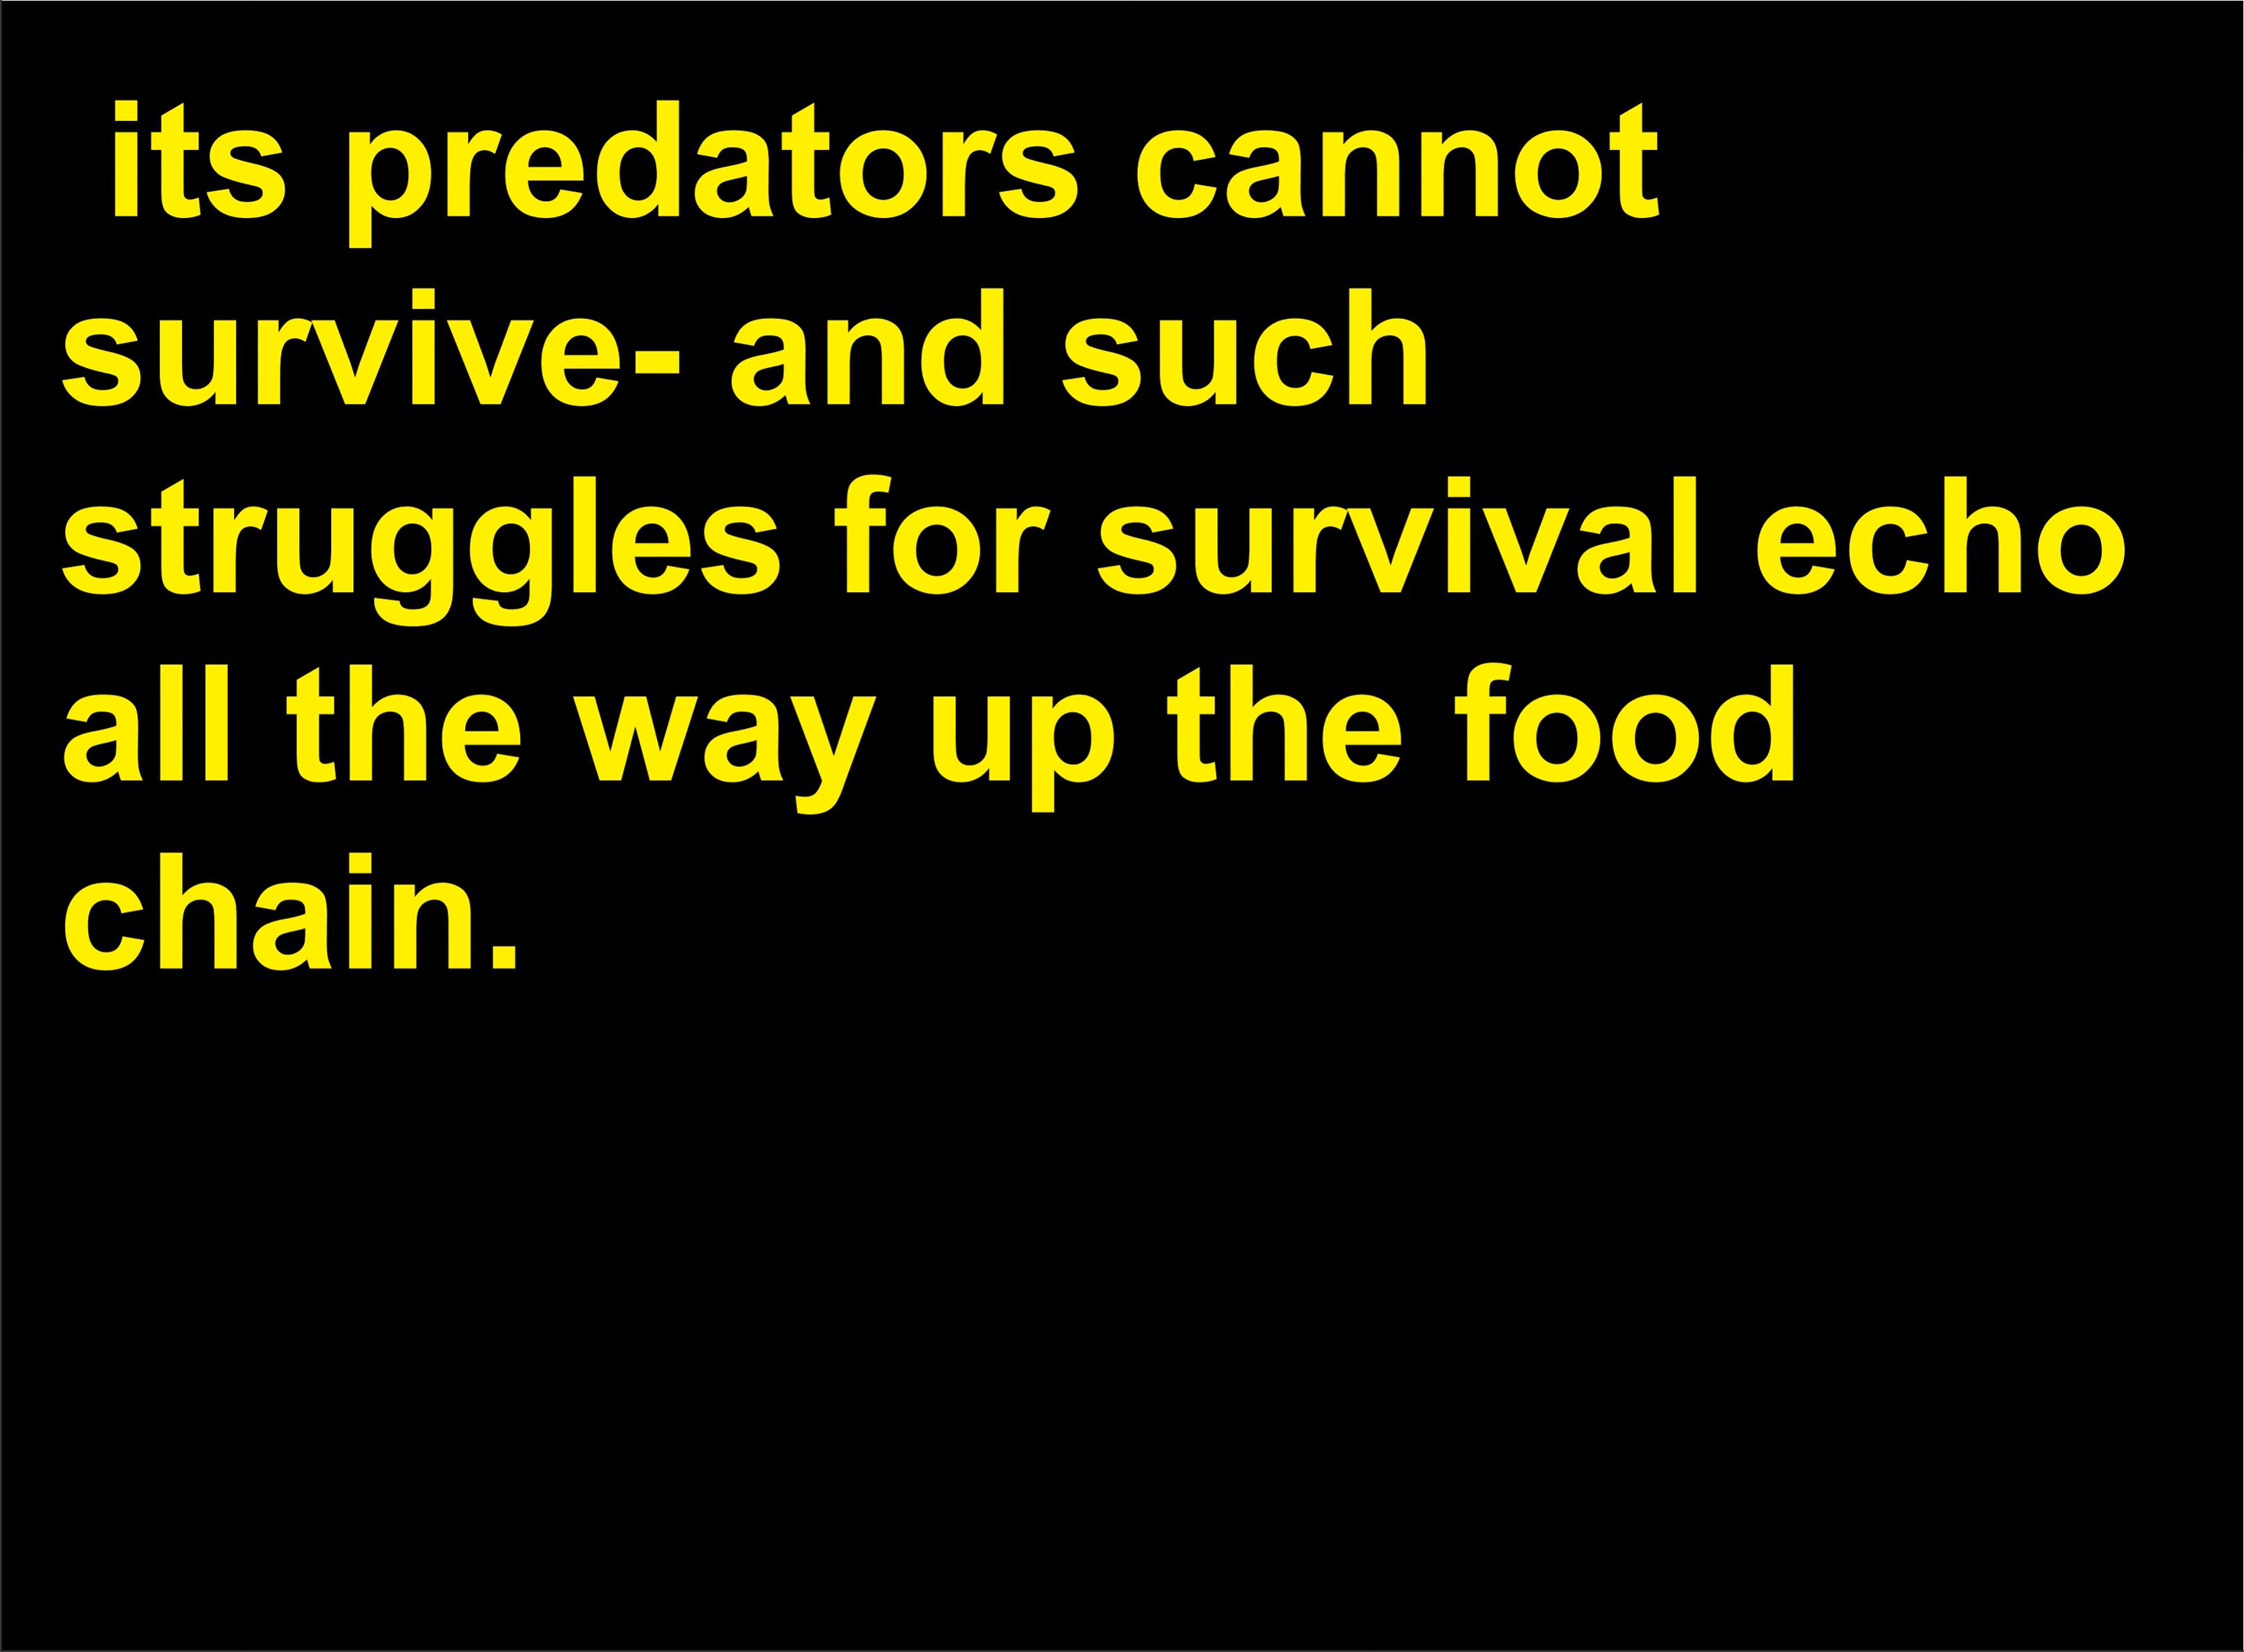 its predators cannot
survive- and such
struggles for survival echo
all the way up the food
chain.